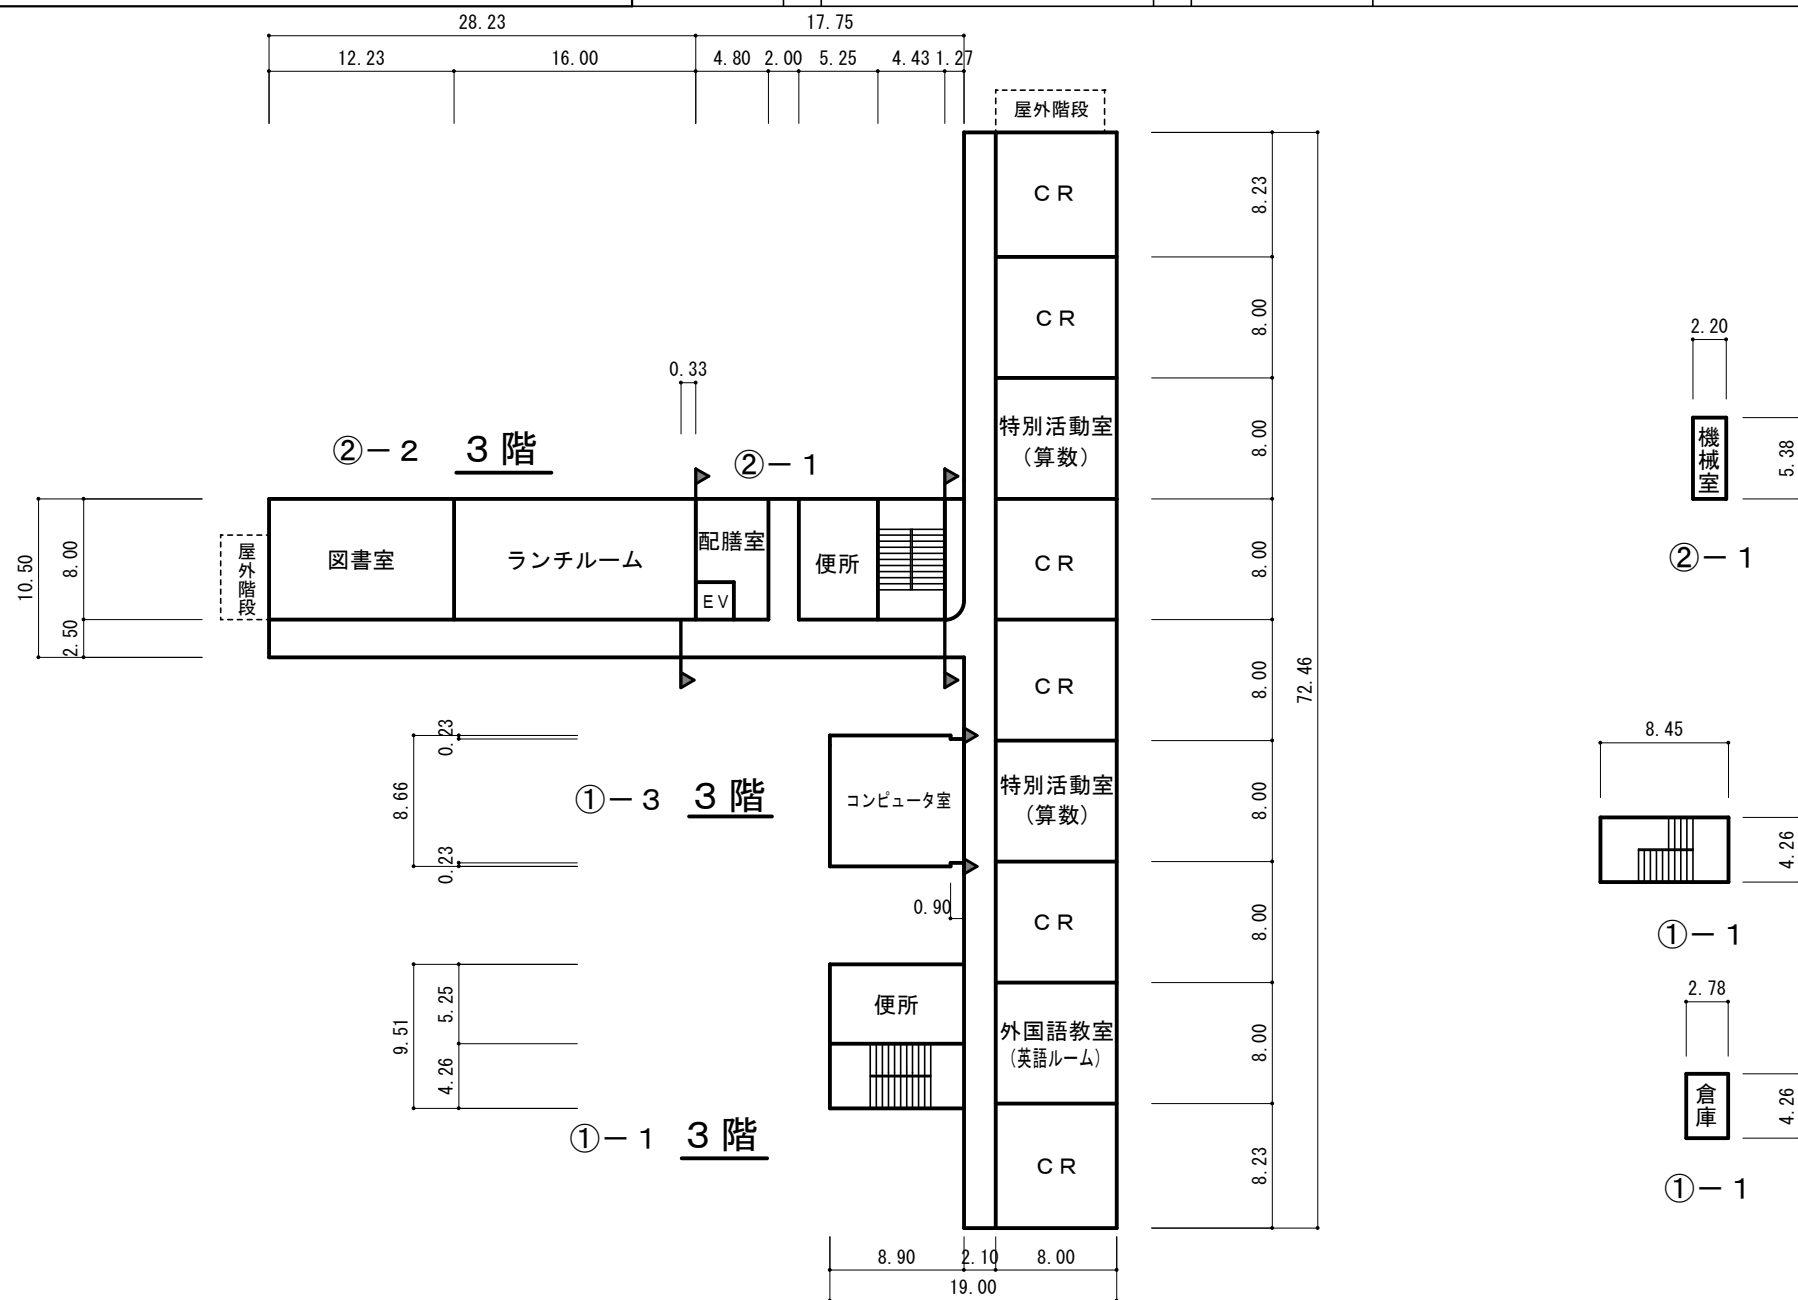 28.23
17.75
12.23
16.00
4.80
2.00
5.25
4.43
1.27
屋外階段
CR
8.23
CR
8.00
2.20
0.33
特別活動室
(算数)
8.00
機械室
5.38
②－2 3階
②－1
10.50
8.00
2.50
屋外階段
図書室
ランチルーム
配膳室
EV
便所
CR
8.00
②－1
CR
8.00
72.46
8.45
0.23
8.66
0.23
①－3 3階
コンピュータ室
特別活動室
(算数)
8.00
4.26
0.90
CR
8.00
①－1
9.51
5.25
4.26
便所
外国語教室
(英語ルーム)
8.00
2.78
倉庫
4.26
①－1 3階
CR
8.23
①－1
8.90
2.10
8.00
19.00